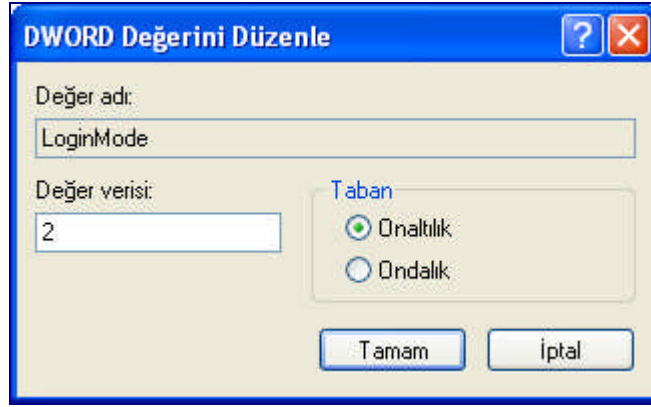 DWORD Değerini Düzenle
Değer adı:
LoginMode
Değer verisi:
2
Taban
Onaltılık
Ondalık
Tamam
İptal